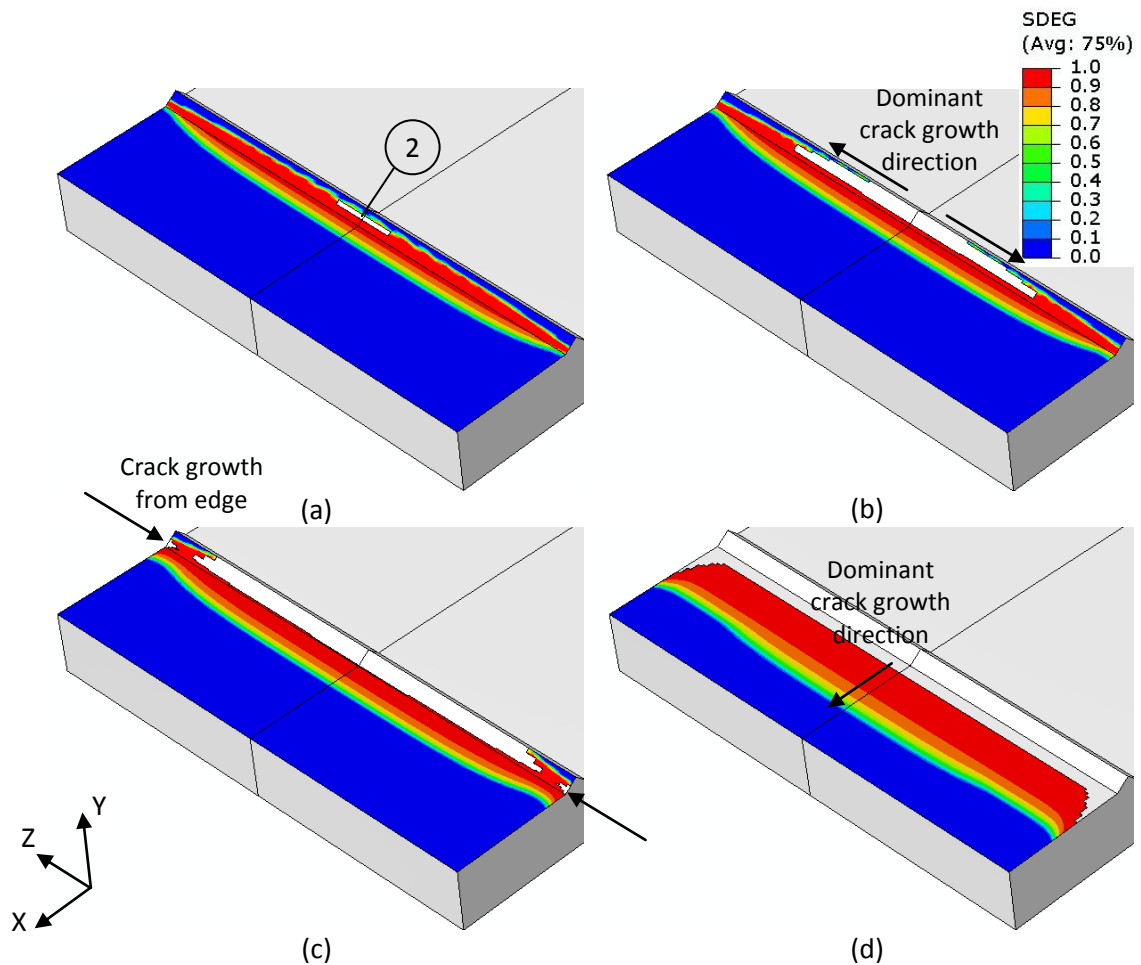 SDEG
(Avg: 75%)
1.0
0.9
0.8
0.7
0.6
0.5
0.4
0.3
0.2
0.1
0.0
2
Dominant
crack growth
direction
(a)
(b)
Crack growth
from edge
Dominant
crack growth
direction
Y
Z
X
(c)
(d)